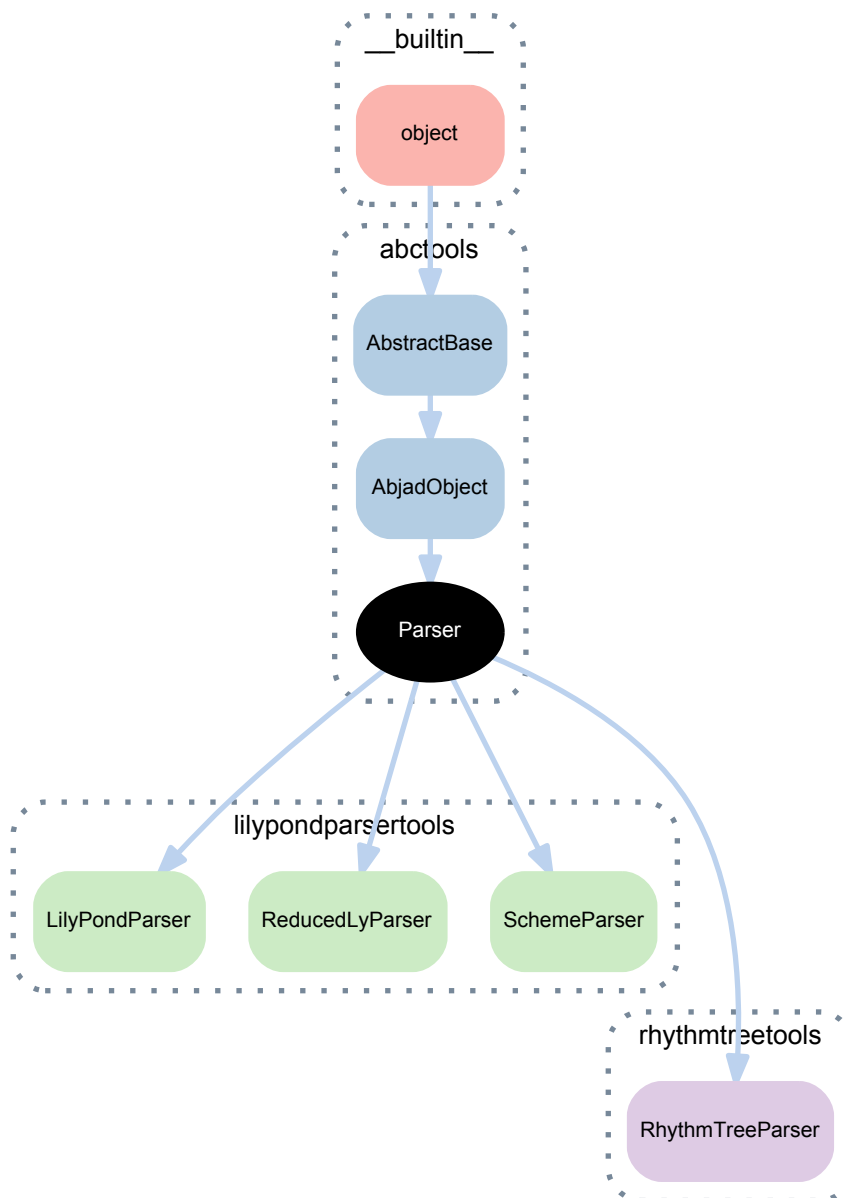 __builtin__
object
abctools
AbstractBase
AbjadObject
Parser
lilypondparsertools
LilyPondParser
ReducedLyParser
SchemeParser
rhythmtreetools
RhythmTreeParser